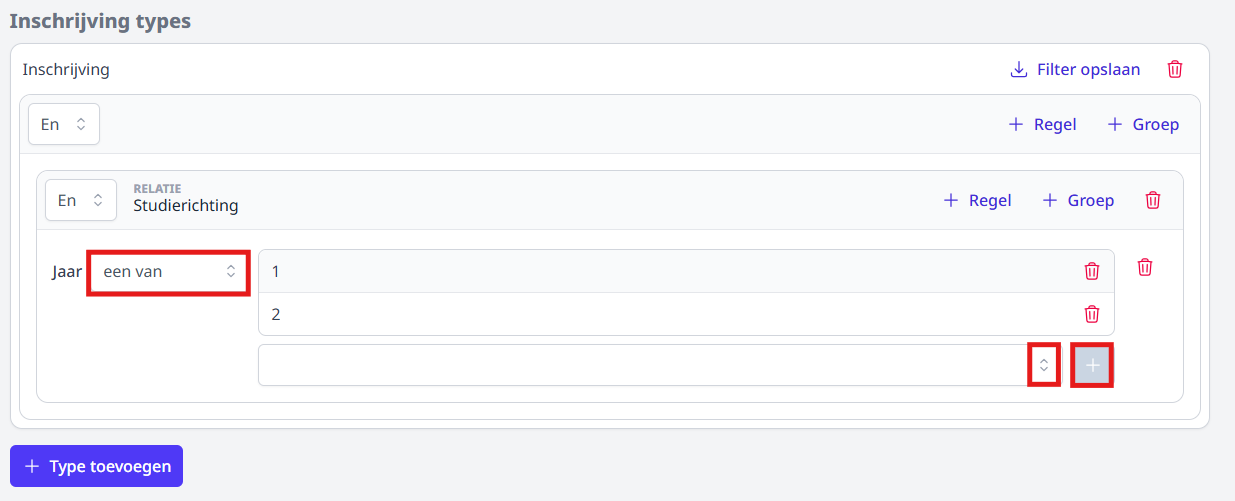 Inschrijving types
Inschrijving
Filter opslaan
En
Regel
Groep
En
RELATIE
Studierichting
Regel
Groep
Jaar
een van
1
2
Type toevoegen